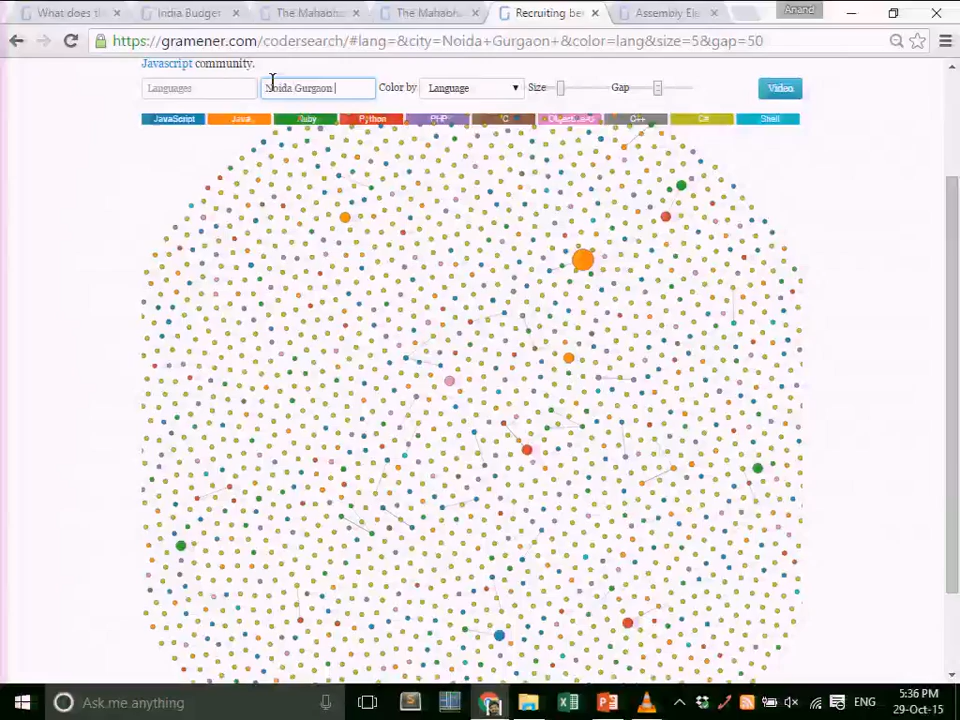 What does the
India Budget
The Mahabh
The Mahabh
Recruiting be
Assembly Ele
Anand
https://gramener.com/codersearch/#lang=&city=Noida+Gurgaon+&color=lang&size=5&gap=50
Javascript community.
Languages
Noida Gurgaon
Color by
Language
Size
Gap
Video
JavaScript
Java
Ruby
Python
PHP
C
Objective-C
C++
C#
Shell
Ask me anything
ENG
5:36 PM
29-Oct-15